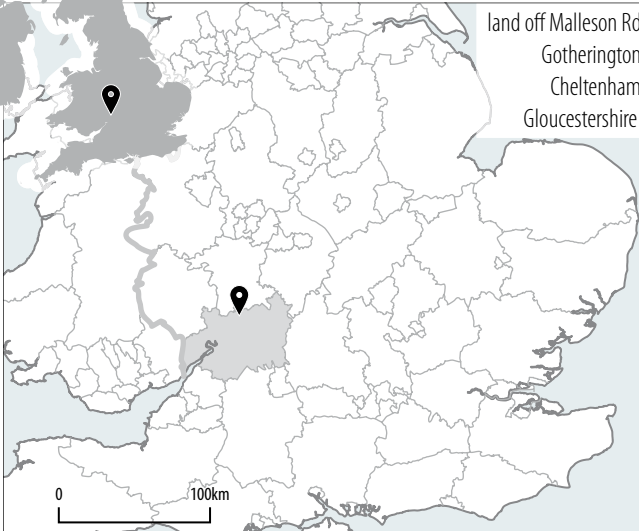 land off Malleson Rd
Gotherington
Cheltenham
Gloucestershire
0 100km